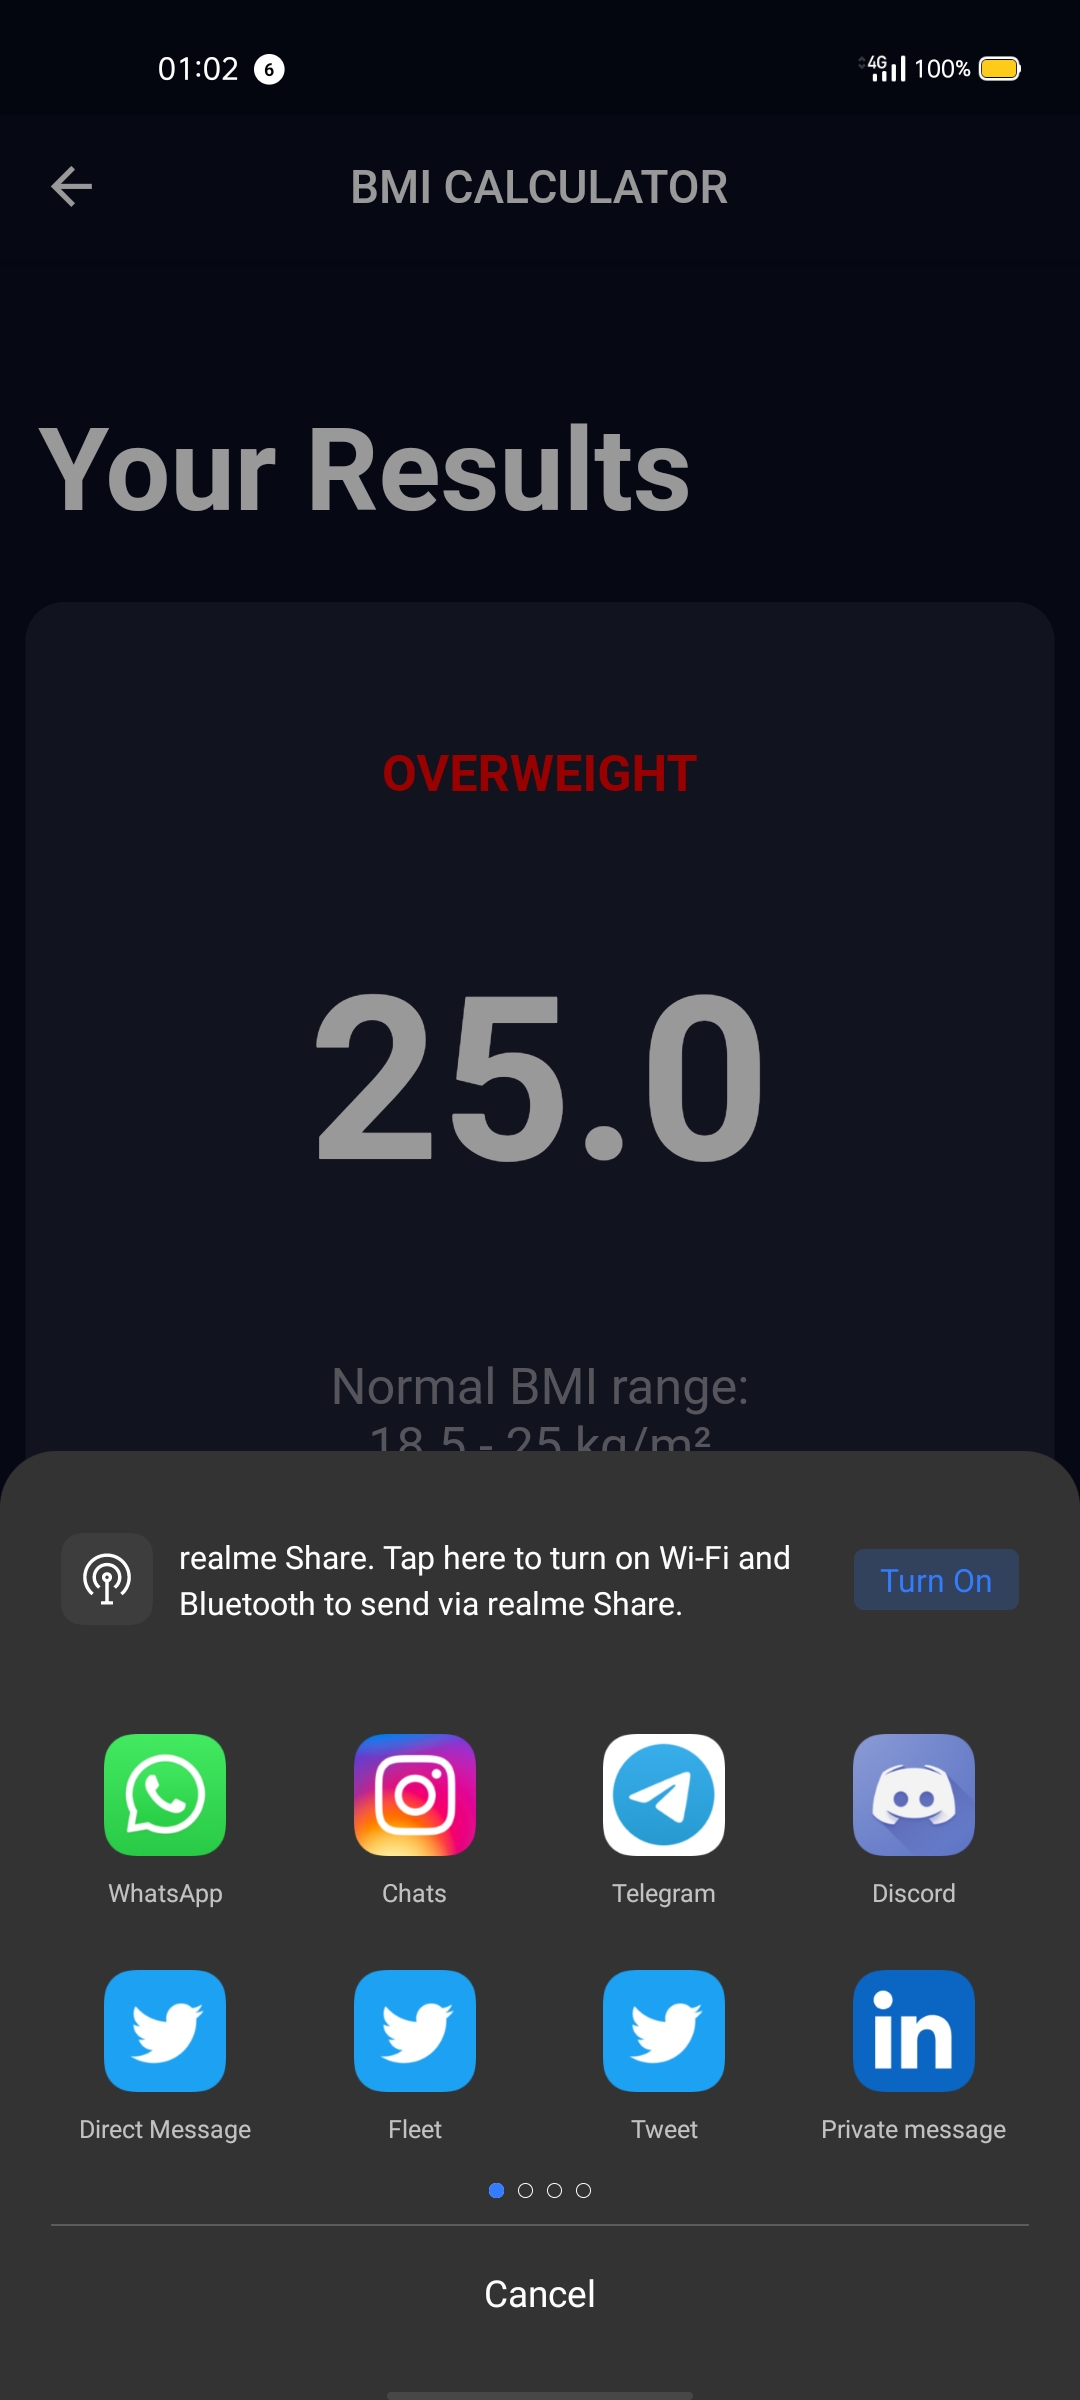 01:02 6 4G 100%
BMI CALCULATOR
Your Results
OVERWEIGHT
25.0
Normal BMI range:
18.5 - 25 kg/m²
realme Share. Tap here to turn on Wi-Fi and
Bluetooth to send via realme Share.
Turn On
WhatsApp Chats Telegram Discord
in
Direct Message Fleet Tweet Private message
Cancel